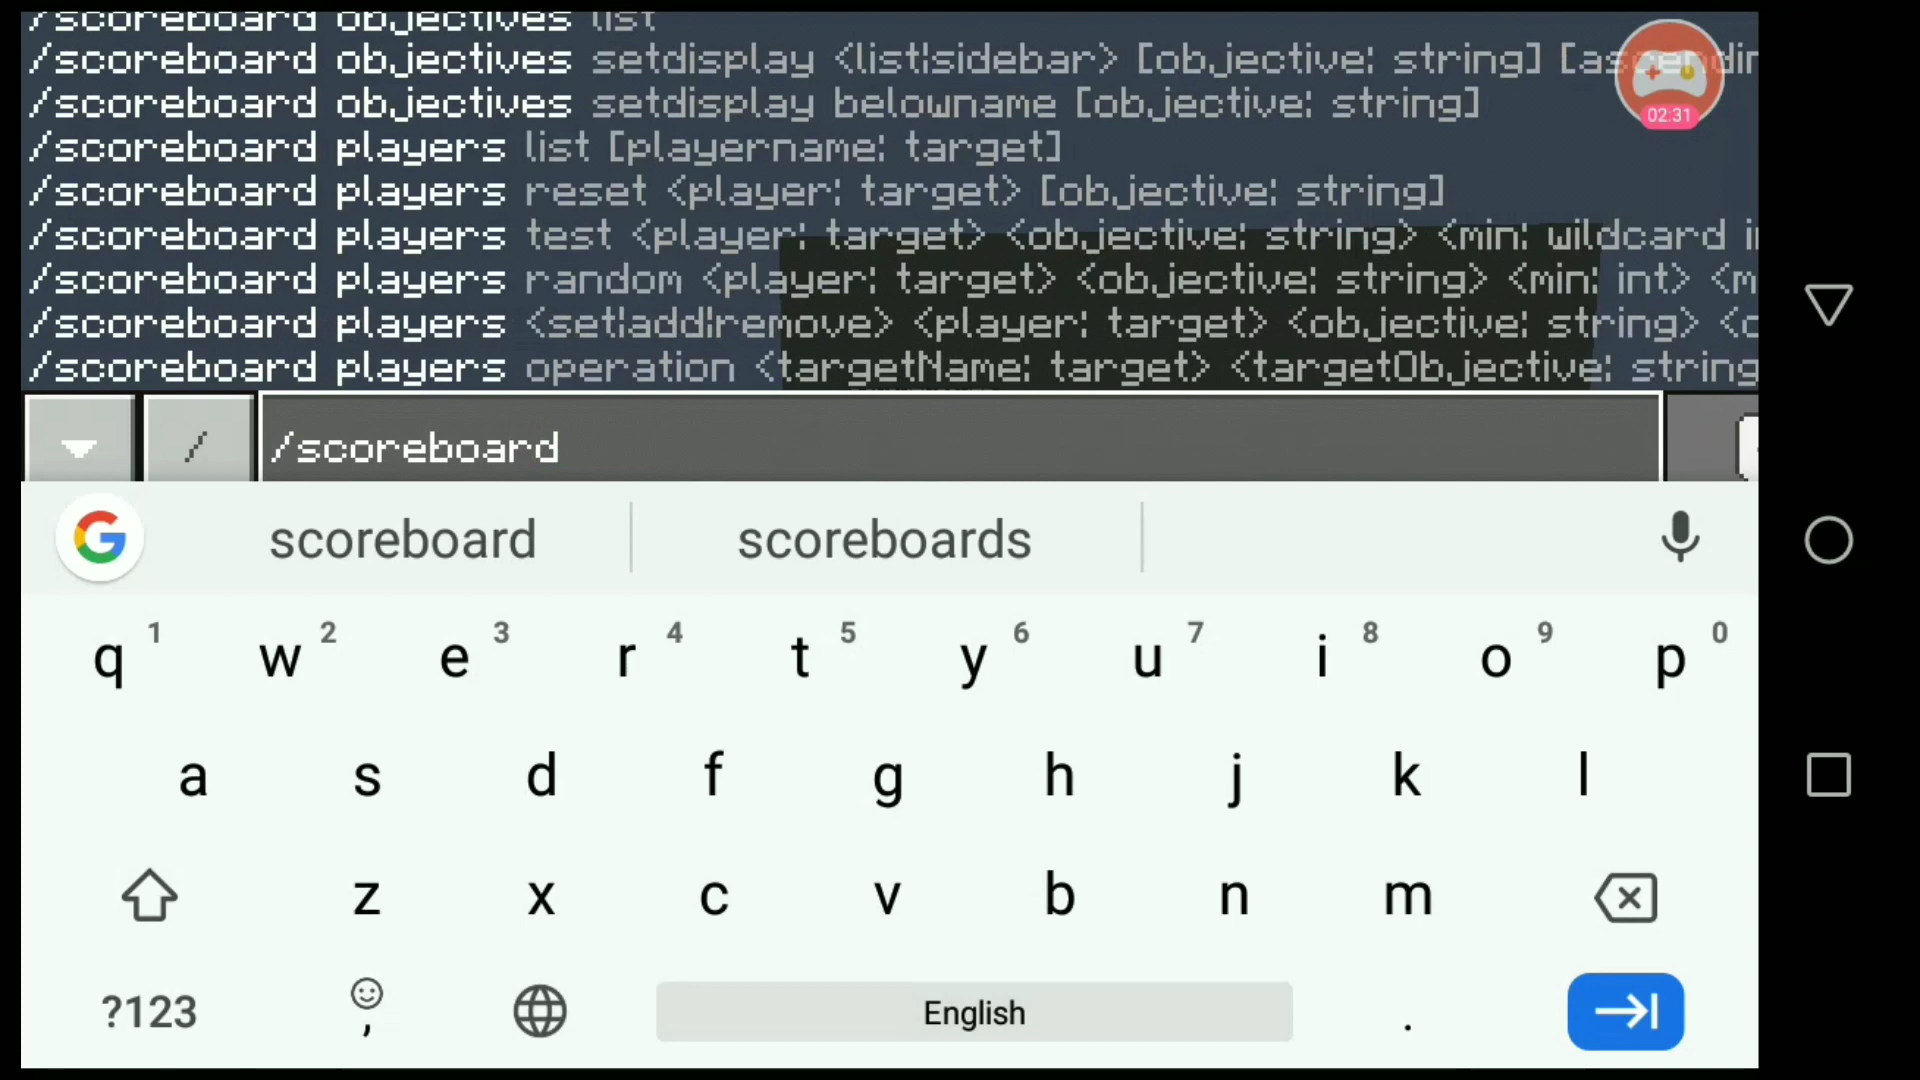 /scoreboard objectives list
/scoreboard objectives setdisplay <list|sidebar> [objective: string] [ascendin
/scoreboard objectives setdisplay belowname [objective: string]
/scoreboard players list [playername: target]
/scoreboard players reset <player: target> [objective: string]
/scoreboard players test <player: target> <objective: string> <min: wildcard i
/scoreboard players random <player: target> <objective: string> <min: int> <m
/scoreboard players <set|add|remove> <player: target> <objective: string> <c
/scoreboard players operation <targetName: target> <targetObjective: string
02:31
/ /scoreboard
scoreboard scoreboards
q 1 w 2 e 3 r 4 t 5 y 6 u 7 i 8 o 9 p 0
a s d f g h j k l
z x c v b n m
?123 , English .